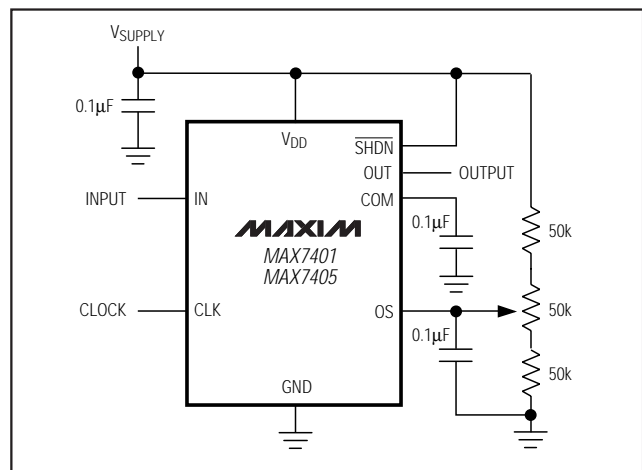 VSUPPLY
0.1μF
VDD
SHDN
OUT
OUTPUT
INPUT
IN
COM
0.1μF
MAXIM
MAX7401
MAX7405
50k
CLOCK
CLK
OS
50k
0.1μF
50k
GND